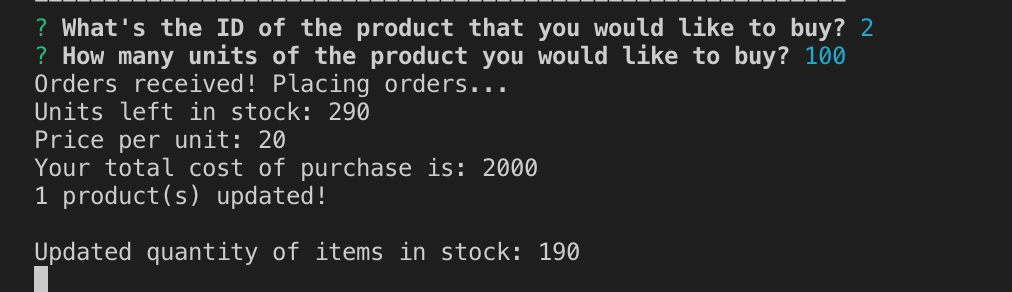 ? What's the ID of the product that you would like to buy? 2
? How many units of the product you would like to buy? 100
Orders received! Placing orders...
Units left in stock: 290
Price per unit: 20
Your total cost of purchase is: 2000
1 product(s) updated!
Updated quantity of items in stock: 190